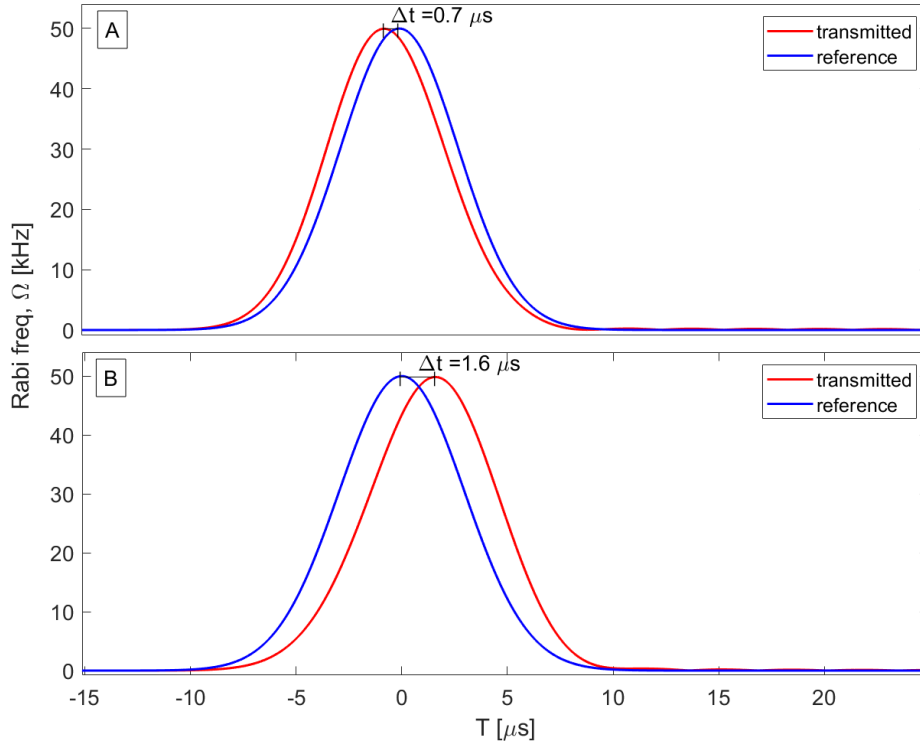 A
Δt =0.7 μs
transmitted
reference
50
40
30
20
10
0
B
Δt =1.6 μs
transmitted
reference
50
40
30
20
10
0
-15 -10 -5 0 5 10 15 20
T [μs]
Rabi freq, Ω [kHz]